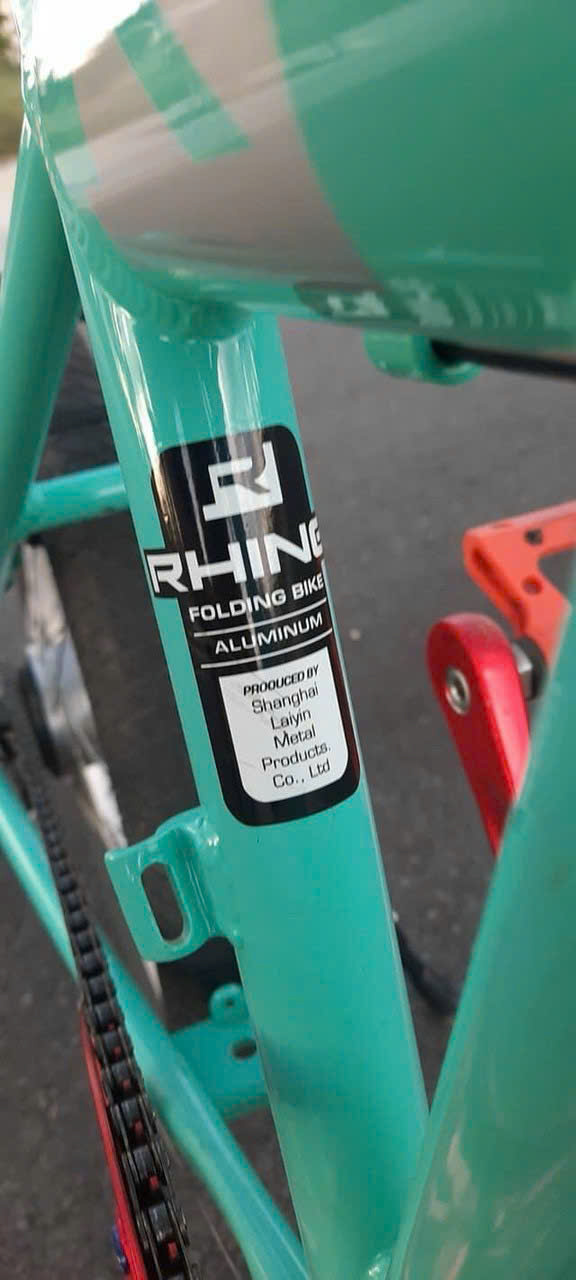 RHINO
FOLDING BIKE
ALUMINUM
PRODUCED BY
Shanghai
Laiyin
Metal
Products.
Co., Ltd